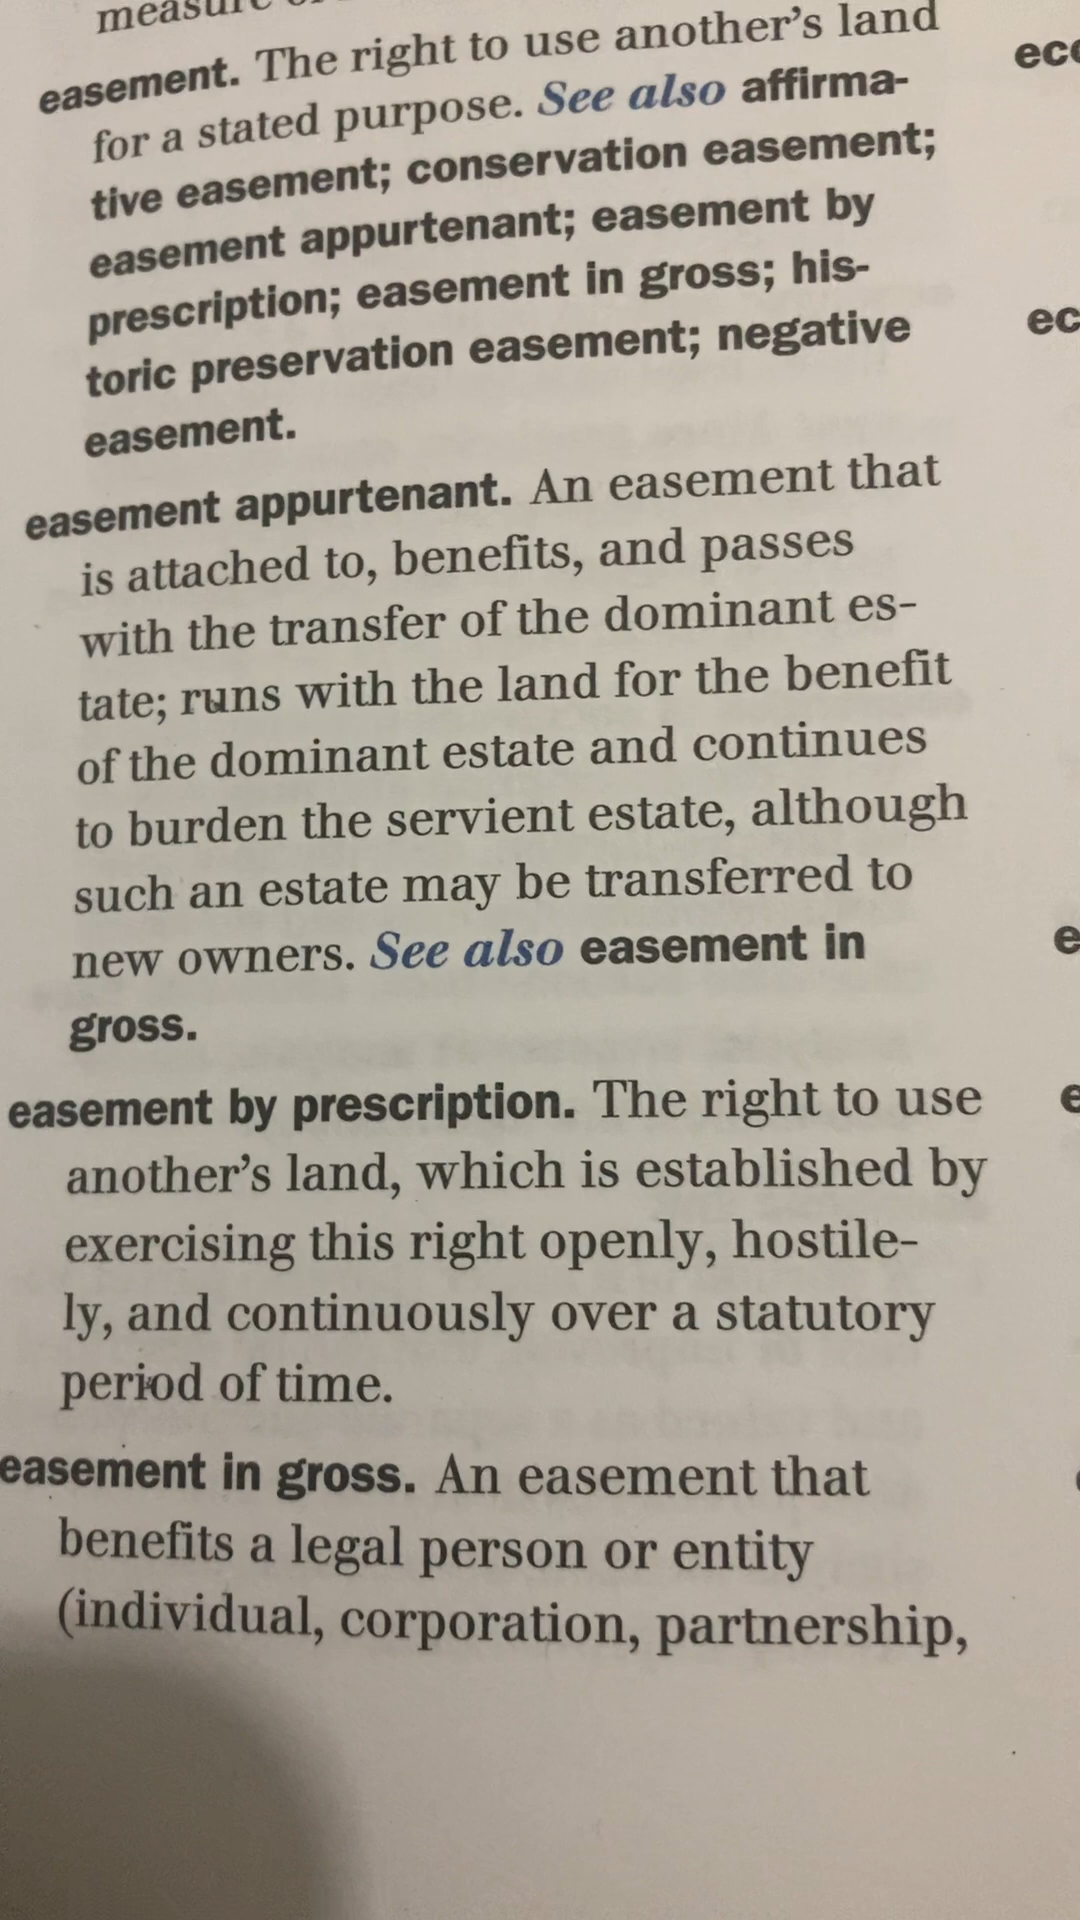 easement. The right to use another's land
for a stated purpose. See also affirma-
tive easement; conservation easement;
easement appurtenant; easement by
prescription; easement in gross; his-
toric preservation easement; negative
easement.
easement appurtenant. An easement that
is attached to, benefits, and passes
with the transfer of the dominant es-
tate; runs with the land for the benefit
of the dominant estate and continues
to burden the servient estate, although
such an estate may be transferred to
new owners. See also easement in
gross.
easement by prescription. The right to use
another's land, which is established by
exercising this right openly, hostile-
ly, and continuously over a statutory
period of time.
easement in gross. An easement that
benefits a legal person or entity
(individual, corporation, partnership,